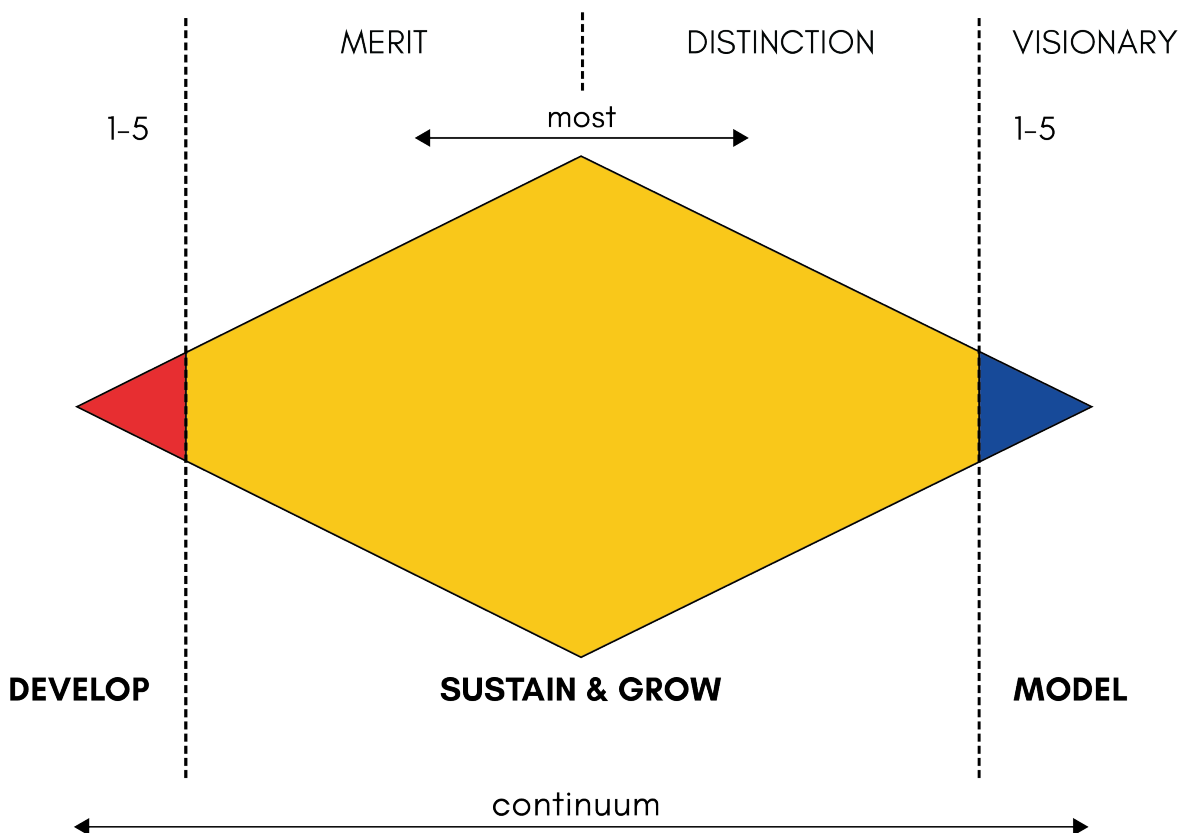 MERIT
DISTINCTION
VISIONARY
1-5
most
1-5
DEVELOP
SUSTAIN & GROW
MODEL
continuum